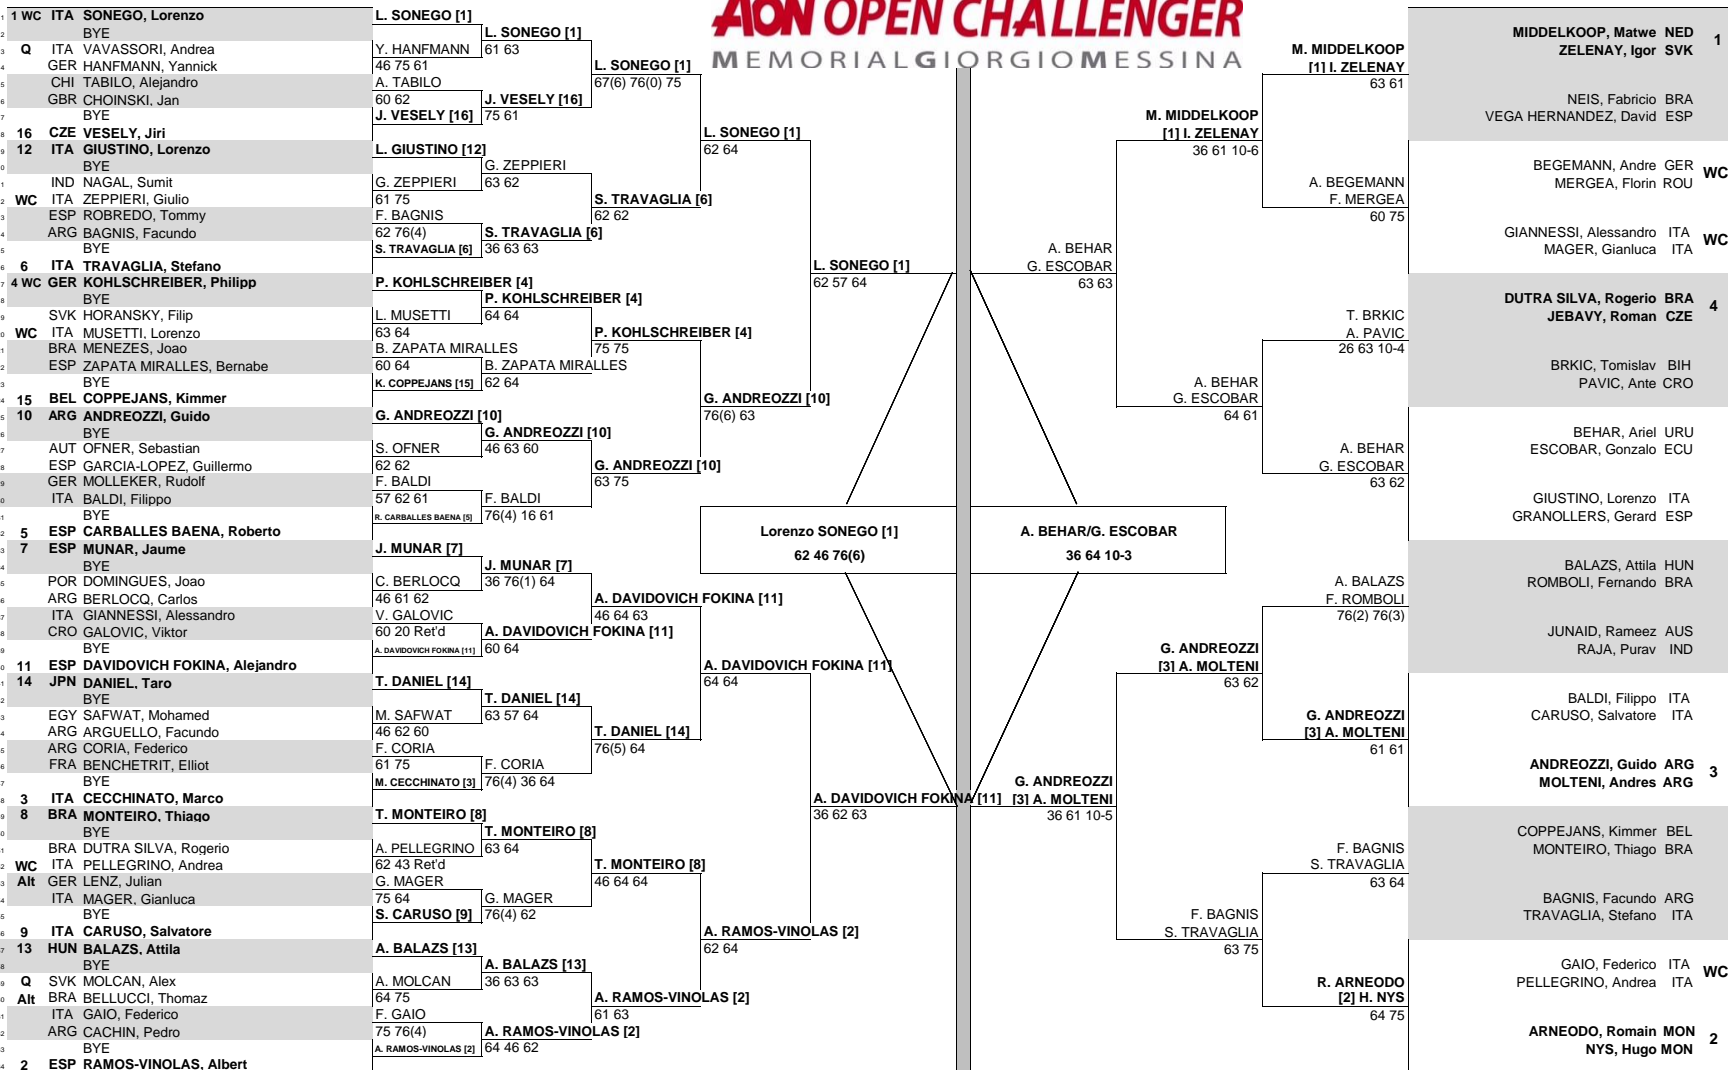 AON OPEN CHALLENGER
MEMORIALGIORGIOMESSINA
1 WC ITA SONEGO, Lorenzo
BYE
Q ITA VAVASSORI, Andrea
GER HANFMANN, Yannick
CHI TABILO, Alejandro
GBR CHOINSKI, Jan
BYE
16 CZE VESELY, Jiri
12 ITA GIUSTINO, Lorenzo
BYE
IND NAGAL, Sumit
WC ITA ZEPPIERI, Giulio
ESP ROBREDO, Tommy
ARG BAGNIS, Facundo
BYE
6 ITA TRAVAGLIA, Stefano
4 WC GER KOHLSCHREIBER, Philipp
BYE
SVK HORANSKY, Filip
WC ITA MUSETTI, Lorenzo
BRA MENEZES, Joao
ESP ZAPATA MIRALLES, Bernabe
BYE
15 BEL COPPEJANS, Kimmer
10 ARG ANDREOZZI, Guido
BYE
AUT OFNER, Sebastian
ESP GARCIA-LOPEZ, Guillermo
GER MOLLEKER, Rudolf
ITA BALDI, Filippo
BYE
5 ESP CARBALLES BAENA, Roberto
7 ESP MUNAR, Jaume
BYE
POR DOMINGUES, Joao
ARG BERLOCQ, Carlos
ITA GIANNESSI, Alessandro
CRO GALOVIC, Viktor
BYE
11 ESP DAVIDOVICH FOKINA, Alejandro
14 JPN DANIEL, Taro
BYE
EGY SAFWAT, Mohamed
ARG ARGUELLO, Facundo
ARG CORIA, Federico
FRA BENCHETRIT, Elliot
BYE
3 ITA CECCHINATO, Marco
8 BRA MONTEIRO, Thiago
BYE
BRA DUTRA SILVA, Rogerio
WC ITA PELLEGRINO, Andrea
Alt GER LENZ, Julian
ITA MAGER, Gianluca
BYE
9 ITA CARUSO, Salvatore
13 HUN BALAZS, Attila
BYE
Q SVK MOLCAN, Alex
Alt BRA BELLUCCI, Thomaz
ITA GAIO, Federico
ARG CACHIN, Pedro
BYE
2 ESP RAMOS-VINOLAS, Albert
L. SONEGO [1]
Y. HANFMANN
46 75 61
A. TABILO
60 62
J. VESELY [16]
L. GIUSTINO [12]
G. ZEPPIERI
61 75
F. BAGNIS
62 76(4)
S. TRAVAGLIA [6]
P. KOHLSCHREIBER [4]
L. MUSETTI
63 64
B. ZAPATA MIRALLES
60 64
K. COPPEJANS [15]
G. ANDREOZZI [10]
S. OFNER
62 62
F. BALDI
57 62 61
R. CARBALLES BAENA [5]
J. MUNAR [7]
C. BERLOCQ
46 61 62
V. GALOVIC
60 20 Ret'd
A. DAVIDOVICH FOKINA [11]
T. DANIEL [14]
M. SAFWAT
46 62 60
F. CORIA
61 75
M. CECCHINATO [3]
T. MONTEIRO [8]
A. PELLEGRINO
62 43 Ret'd
G. MAGER
75 64
S. CARUSO [9]
A. BALAZS [13]
A. MOLCAN
64 75
F. GAIO
75 76(4)
A. RAMOS-VINOLAS [2]
L. SONEGO [1]
61 63
J. VESELY [16]
75 61
G. ZEPPIERI
63 62
S. TRAVAGLIA [6]
36 63 63
P. KOHLSCHREIBER [4]
64 64
B. ZAPATA MIRALLES
62 64
G. ANDREOZZI [10]
46 63 60
F. BALDI
76(4) 16 61
J. MUNAR [7]
36 76(1) 64
A. DAVIDOVICH FOKINA [11]
60 64
T. DANIEL [14]
63 57 64
F. CORIA
76(4) 36 64
T. MONTEIRO [8]
63 64
G. MAGER
76(4) 62
A. BALAZS [13]
36 63 63
A. RAMOS-VINOLAS [2]
64 46 62
L. SONEGO [1]
67(6) 76(0) 75
S. TRAVAGLIA [6]
62 62
P. KOHLSCHREIBER [4]
75 75
G. ANDREOZZI [10]
63 75
A. DAVIDOVICH FOKINA [11]
46 64 63
T. DANIEL [14]
76(5) 64
T. MONTEIRO [8]
46 64 64
A. RAMOS-VINOLAS [2]
61 63
L. SONEGO [1]
62 64
G. ANDREOZZI [10]
76(6) 63
A. DAVIDOVICH FOKINA [11]
64 64
A. RAMOS-VINOLAS [2]
62 64
L. SONEGO [1]
62 57 64
A. DAVIDOVICH FOKINA [11]
36 62 63
Lorenzo SONEGO [1]
62 46 76(6)
A. BEHAR/G. ESCOBAR
36 64 10-3
A. BEHAR
G. ESCOBAR
63 63
G. ANDREOZZI
[3] A. MOLTENI
36 61 10-5
M. MIDDELKOOP
[1] I. ZELENAY
36 61 10-6
A. BEHAR
G. ESCOBAR
64 61
G. ANDREOZZI
[3] A. MOLTENI
63 62
F. BAGNIS
S. TRAVAGLIA
63 75
M. MIDDELKOOP
[1] I. ZELENAY
63 61
A. BEGEMANN
F. MERGEA
60 75
T. BRKIC
A. PAVIC
26 63 10-4
A. BEHAR
G. ESCOBAR
63 62
A. BALAZS
F. ROMBOLI
76(2) 76(3)
G. ANDREOZZI
[3] A. MOLTENI
61 61
F. BAGNIS
S. TRAVAGLIA
63 64
R. ARNEODO
[2] H. NYS
64 75
MIDDELKOOP, Matwe NED 1
ZELENAY, Igor SVK
NEIS, Fabricio BRA
VEGA HERNANDEZ, David ESP
BEGEMANN, Andre GER WC
MERGEA, Florin ROU
GIANNESSI, Alessandro ITA WC
MAGER, Gianluca ITA
DUTRA SILVA, Rogerio BRA 4
JEBAVY, Roman CZE
BRKIC, Tomislav BIH
PAVIC, Ante CRO
BEHAR, Ariel URU
ESCOBAR, Gonzalo ECU
GIUSTINO, Lorenzo ITA
GRANOLLERS, Gerard ESP
BALAZS, Attila HUN
ROMBOLI, Fernando BRA
JUNAID, Rameez AUS
RAJA, Purav IND
BALDI, Filippo ITA
CARUSO, Salvatore ITA
ANDREOZZI, Guido ARG 3
MOLTENI, Andres ARG
COPPEJANS, Kimmer BEL
MONTEIRO, Thiago BRA
BAGNIS, Facundo ARG
TRAVAGLIA, Stefano ITA
GAIO, Federico ITA WC
PELLEGRINO, Andrea ITA
ARNEODO, Romain MON 2
NYS, Hugo MON